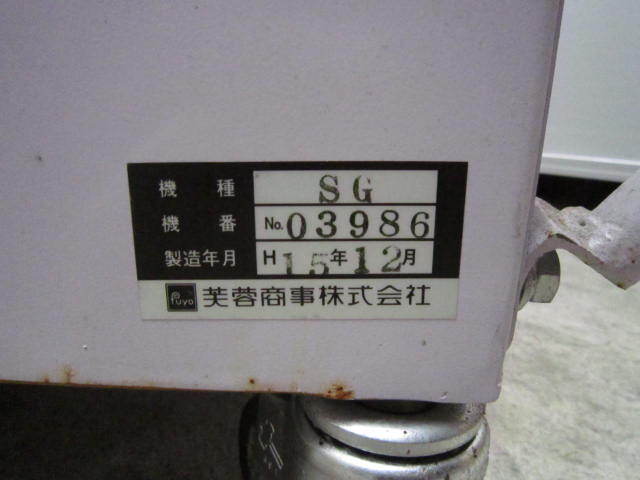 機種 SG
機番 No. 03986
製造年月 H 15年12月
Fuyo 芙蓉商事株式会社